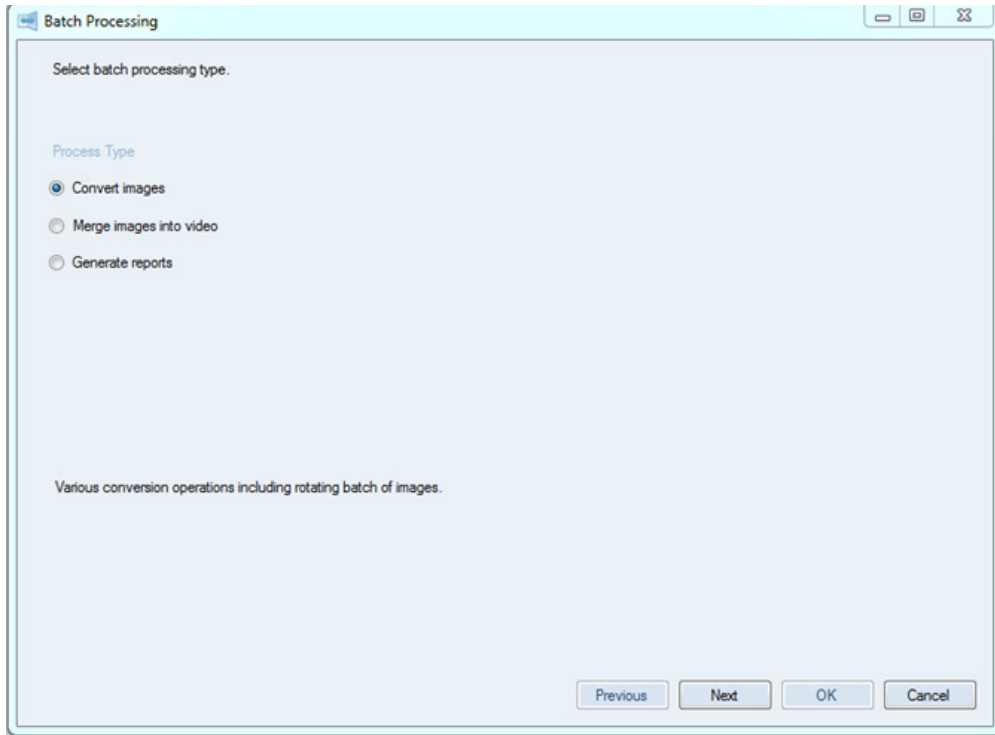 Batch Processing
Select batch processing type.
Process Type
Convert images
Merge images into video
Generate reports
Various conversion operations including rotating batch of images.
Previous Next OK Cancel